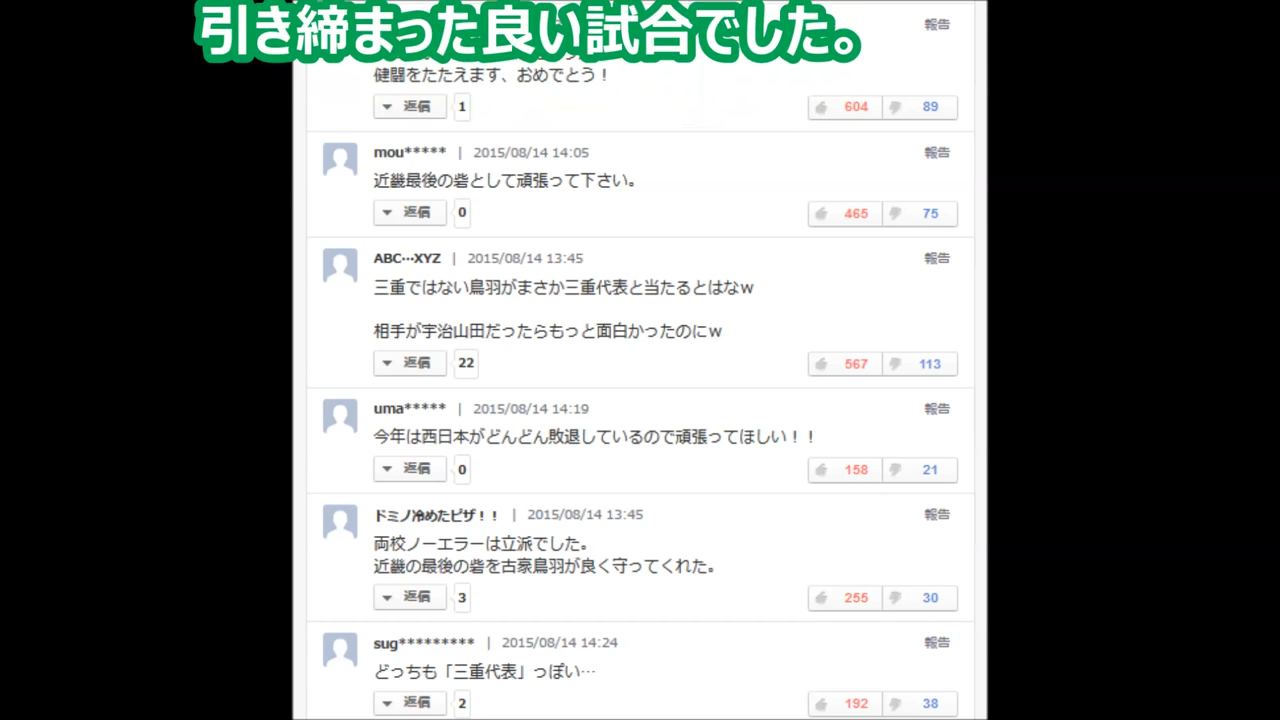 引き締まった良い試合でした。
報告
健闘をたたえます、おめでとう！
返信 1 604 89
mou***** | 2015/08/14 14:05 報告
近畿最後の砦として頑張って下さい。
返信 0 465 75
ABC…XYZ | 2015/08/14 13:45 報告
三重ではない鳥羽がまさか三重代表と当たるとはなｗ
相手が宇治山田だったらもっと面白かったのにｗ
返信 22 567 113
uma***** | 2015/08/14 14:19 報告
今年は西日本がどんどん敗退しているので頑張ってほしい！！
返信 0 158 21
ドミノ冷めたピザ！！ | 2015/08/14 13:45 報告
両校ノーエラーは立派でした。
近畿の最後の砦を古豪鳥羽が良く守ってくれた。
返信 3 255 30
sug********* | 2015/08/14 14:24 報告
どっちも「三重代表」っぽい…
返信 2 192 38